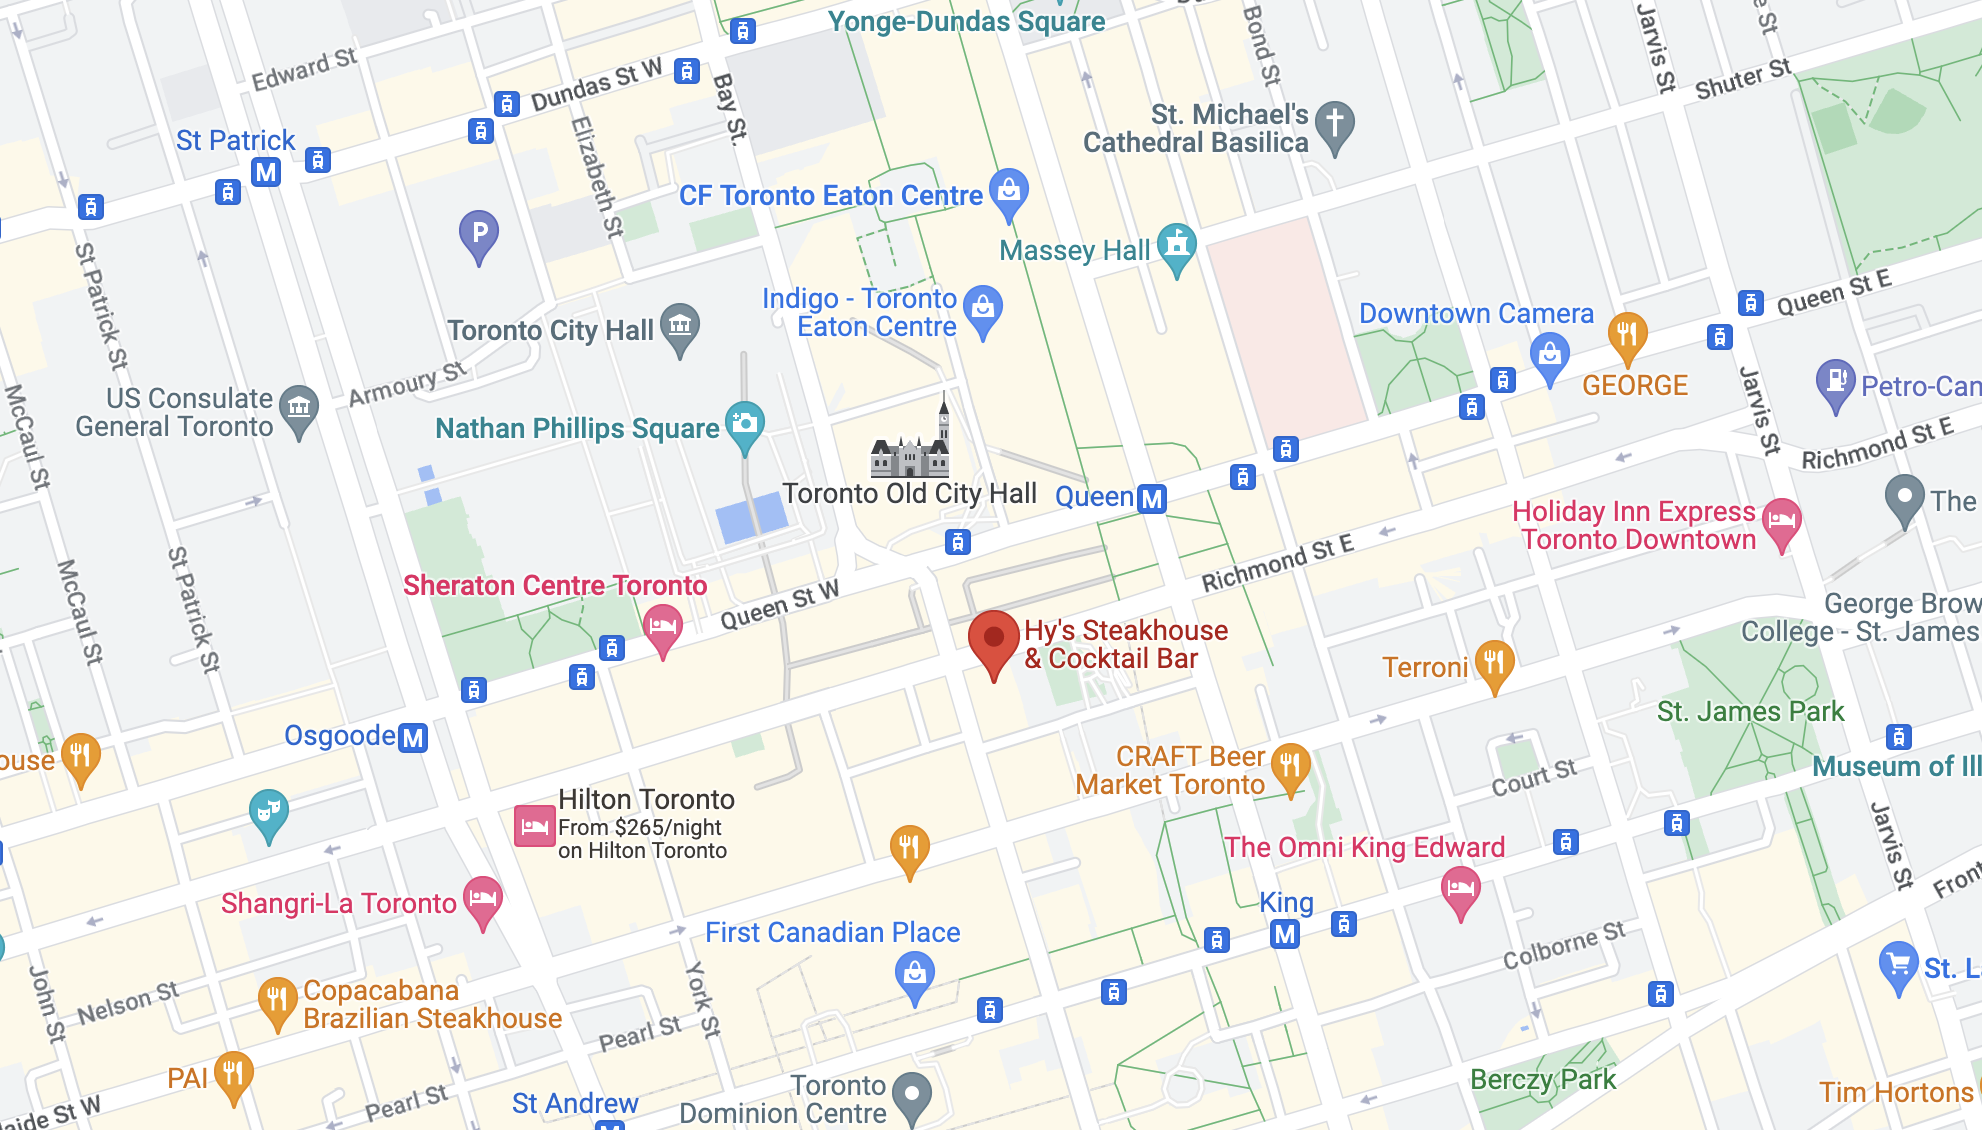 Yonge-Dundas Square
Edward St
Dundas St W
Bay St.
Bond St
Jarvis St
Shuter St
St Patrick
Elizabeth St
St. Michael's
Cathedral Basilica
CF Toronto Eaton Centre
Massey Hall
St Patrick St
Indigo - Toronto
Eaton Centre
Toronto City Hall
Downtown Camera
Queen St E
GEORGE
Jarvis St
Petro-Can
Armoury St
US Consulate
General Toronto
McCaul St
Nathan Phillips Square
Richmond St E
Toronto Old City Hall
Queen
Holiday Inn Express
Toronto Downtown
The
McCaul St
St Patrick St
Sheraton Centre Toronto
Queen St W
Richmond St E
George Brow
College - St. James
Hy's Steakhouse
& Cocktail Bar
Terroni
St. James Park
Osgoode
ouse
CRAFT Beer
Market Toronto
Court St
Museum of Ill
Hilton Toronto
From $265/night
on Hilton Toronto
Jarvis St
Front
The Omni King Edward
Shangri-La Toronto
King
First Canadian Place
Colborne St
St. L
John St
Nelson St
Copacabana
Brazilian Steakhouse
York St
Pearl St
PAI
Pearl St
St Andrew
Toronto
Dominion Centre
Berczy Park
Tim Hortons
laide St W